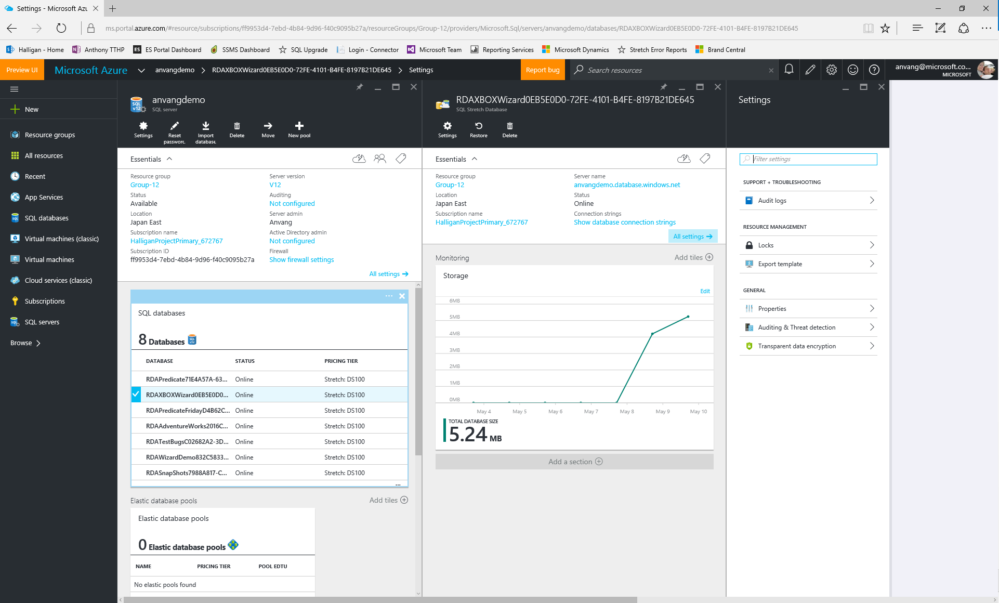 Settings - Microsoft Azu
ms.portal.azure.com/#resource/subscriptions/ff9953d4-7ebd-4b84-9d96-f40c9095b27a/resourceGroups/Group-12/providers/Microsoft.Sql/servers/anvangdemo/databases/RDAXBOXWizard0EB5E0D0-72FE-4101-B4FE-8197B21DE645
Halligan - Home
Anthony TTHP
ES
ES Portal Dashboard
SSMS Dashboard
SQL Upgrade
Login - Connector
Microsoft Team
Reporting Services
Microsoft Dynamics
Stretch Error Reports
Brand Central
Preview UI
Microsoft Azure
anvangdemo
RDAXBOXWizard0EB5E0D0-72FE-4101-B4FE-8197B21DE645
Settings
Report bug
Search resources
anvang@microsoft.co...
MICROSOFT
New
Resource groups
All resources
Recent
App Services
SQL databases
Virtual machines (classic)
Virtual machines
Cloud services (classic)
Subscriptions
SQL servers
Browse
SQL
v12
anvangdemo
SQL server
Settings
Reset passworc
Import database
Delete
Move
New pool
Essentials
Resource group
Group-12
Status
Available
Location
Japan East
Subscription name
HalliganProjectPrimary_672767
Subscription ID
ff9953d4-7ebd-4b84-9d96-f40c9095b27a
Server version
V12
Auditing
Not configured
Server admin
Anvang
Active Directory admin
Not configured
Firewall
Show firewall settings
All settings
SQL databases
8 Databases
DATABASE STATUS PRICING TIER
RDAPredicate71E4A57A-63... Online Stretch: DS100
RDAXBOXWizard0EB5E0D0... Online Stretch: DS100
RDAPredicateFridayD4B62C... Online Stretch: DS100
RDAAdventureWorks2016C... Online Stretch: DS100
RDATestBugsC02682A2-3D... Online Stretch: DS100
RDAWizardDemo832C5833... Online Stretch: DS100
RDASnapShots7988A817-C... Online Stretch: DS100
...
Elastic database pools
Add tiles
Elastic database pools
0 Elastic database pools
NAME PRICING TIER POOL EDTU
No elastic pools found
RDAXBOXWizard0EB5E0D0-72FE-4101-B4FE-8197B21DE645
SQL Stretch Database
Settings
Restore
Delete
Essentials
Resource group
Group-12
Location
Japan East
Subscription name
HalliganProjectPrimary_672767
Server name
anvangdemo.database.windows.net
Status
Online
Connection strings
Show database connection strings
All settings
Monitoring
Add tiles
Storage
Edit
6MB
5MB
4MB
3MB
2MB
1MB
0MB
May 4 May 5 May 6 May 7 May 8 May 9 May 10
TOTAL DATABASE SIZE
5.24 MB
Add a section
Settings
Filter settings
SUPPORT + TROUBLESHOOTING
Audit logs
RESOURCE MANAGEMENT
Locks
Export template
GENERAL
Properties
Auditing & Threat detection
Transparent data encryption